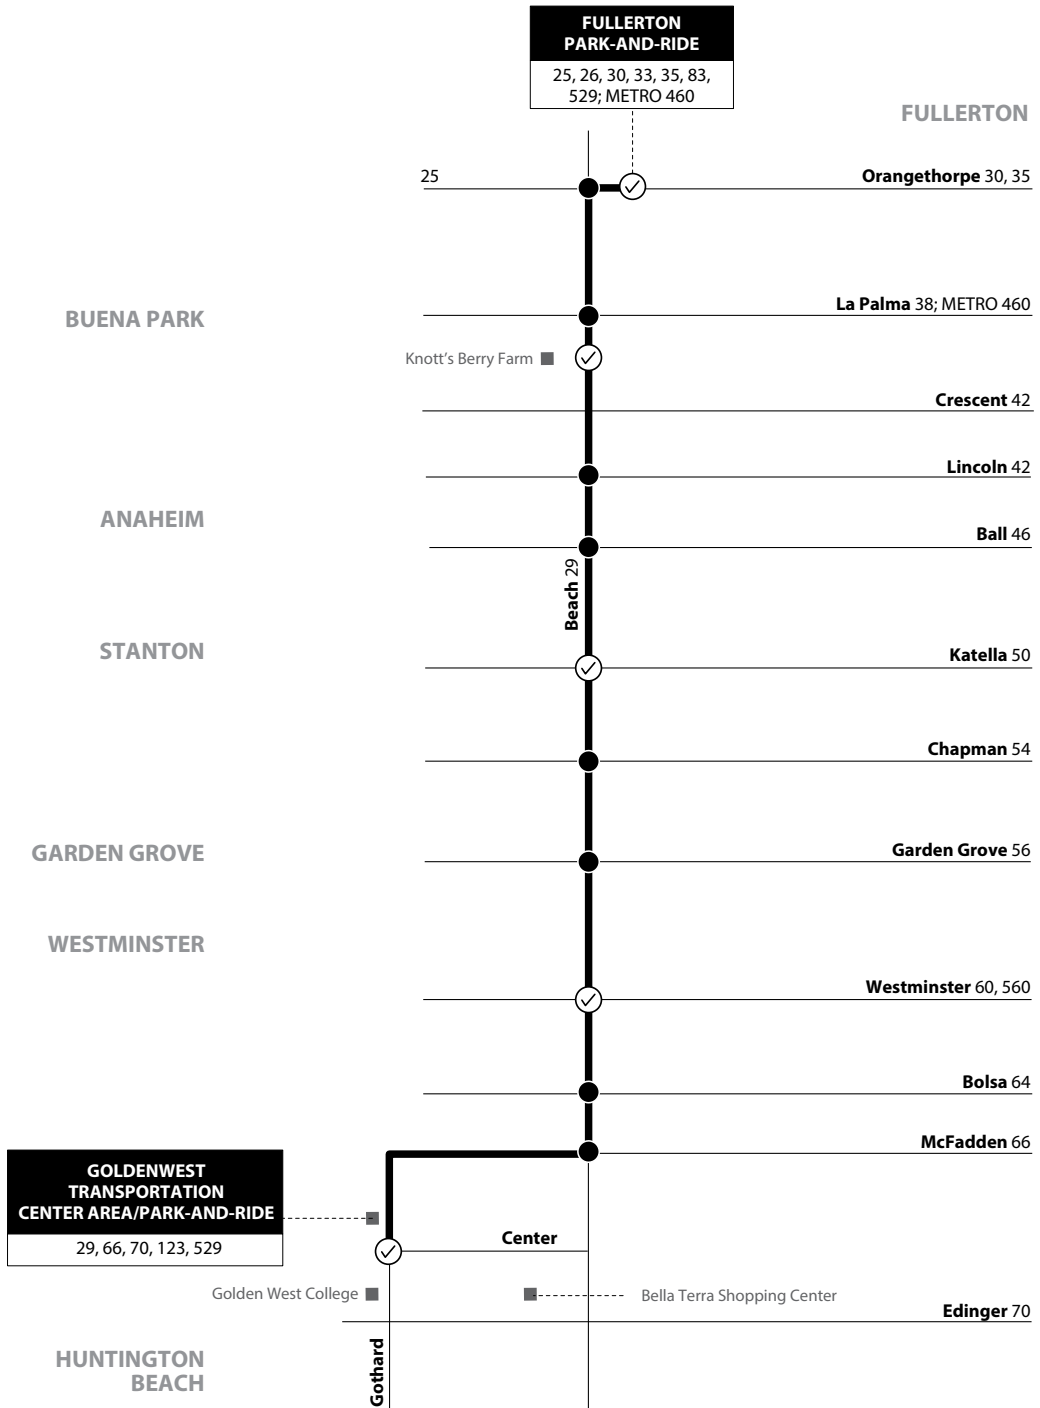 FULLERTON
PARK-AND-RIDE
25, 26, 30, 33, 35, 83,
529; METRO 460
FULLERTON
25
Orangethorpe 30, 35
La Palma 38; METRO 460
BUENA PARK
Knott’s Berry Farm
Crescent 42
Lincoln 42
ANAHEIM
Ball 46
Beach 29
STANTON
Katella 50
Chapman 54
GARDEN GROVE
Garden Grove 56
WESTMINSTER
Westminster 60, 560
Bolsa 64
McFadden 66
GOLDENWEST
TRANSPORTATION
CENTER AREA/PARK-AND-RIDE
29, 66, 70, 123, 529
Center
Golden West College
Bella Terra Shopping Center
Edinger 70
Gothard
HUNTINGTON
BEACH